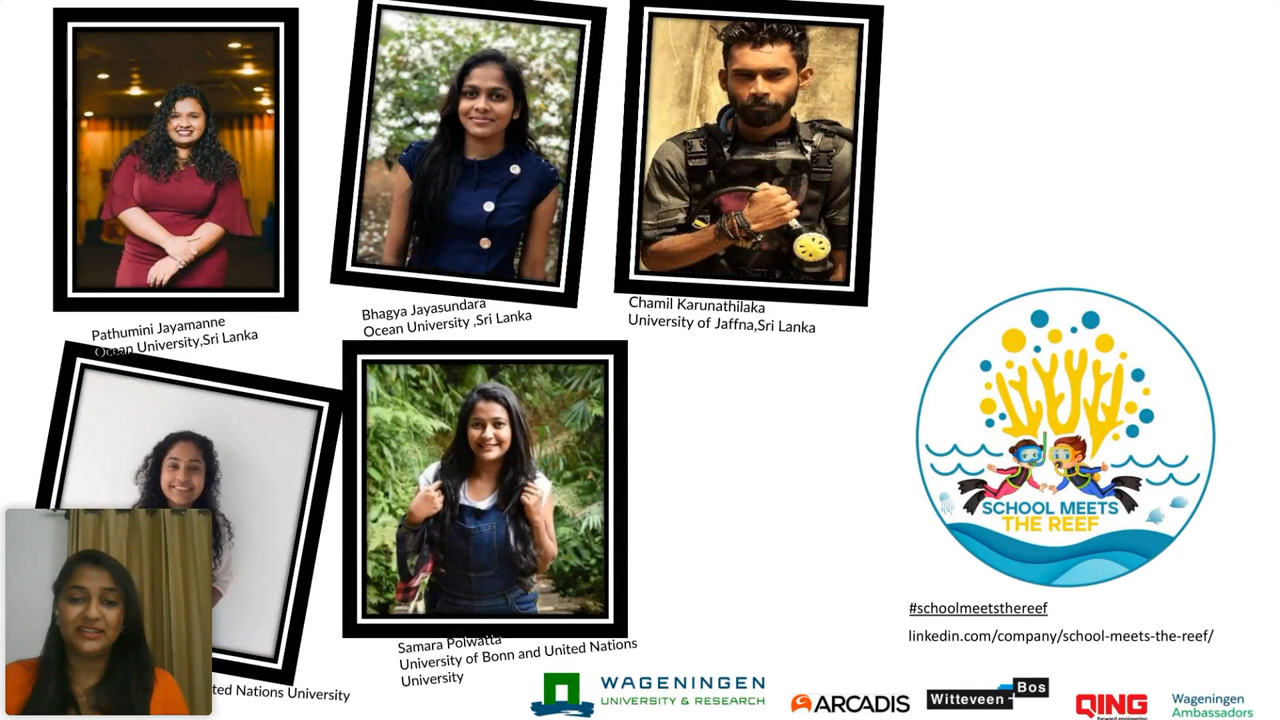 Pathumini Jayamanne
Ocean University,Sri Lanka
Bhagya Jayasundara
Ocean University ,Sri Lanka
Chamil Karunathilaka
University of Jaffna,Sri Lanka
Samara Polwatta
University of Bonn and United Nations
University
Nations University
SCHOOL MEETS
THE REEF
#schoolmeetsthereef
linkedin.com/company/school-meets-the-reef/
WAGENINGEN
UNIVERSITY & RESEARCH
ARCADIS
Witteveen
Bos
QING
forward engineering
Wageningen
Ambassadors